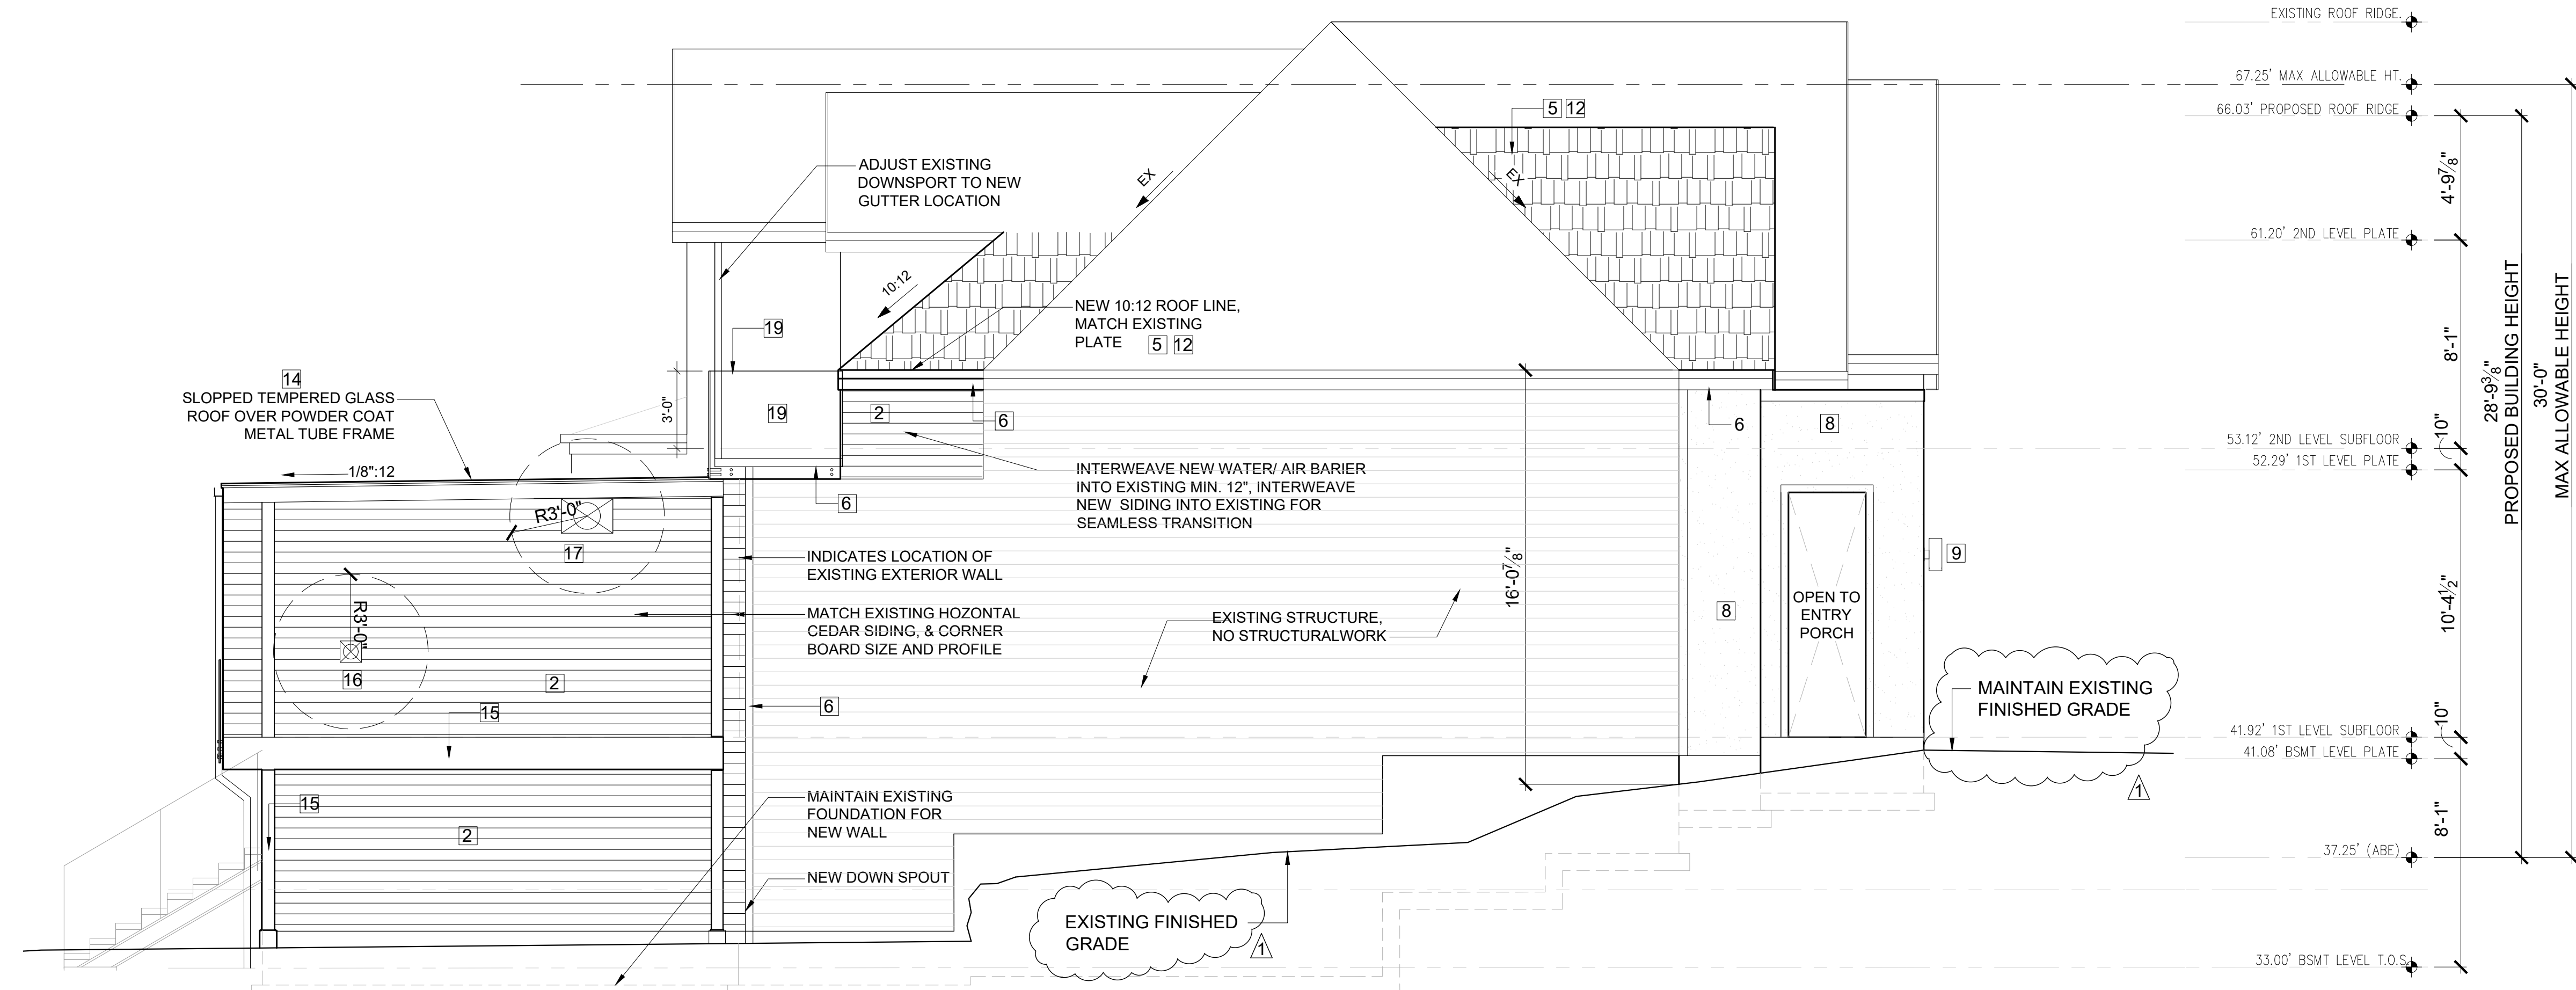 EXISTING ROOF RIDGE.
67.25' MAX ALLOWABLE HT.
66.03' PROPOSED ROOF RIDGE
5 12
4'-9⅞"
ADJUST EXISTING
DOWNSPORT TO NEW
GUTTER LOCATION
EX
EX
61.20' 2ND LEVEL PLATE
10:12
NEW 10:12 ROOF LINE,
MATCH EXISTING
PLATE 5 12
19
8'-1"
28'-9⅜"
PROPOSED BUILDING HEIGHT
30'-0"
MAX ALLOWABLE HEIGHT
14
SLOPPED TEMPERED GLASS
ROOF OVER POWDER COAT
METAL TUBE FRAME
3'-0"
19
2
6
6
8
53.12' 2ND LEVEL SUBFLOOR
10"
52.29' 1ST LEVEL PLATE
1/8":12
INTERWEAVE NEW WATER/ AIR BARIER
INTO EXISTING MIN. 12", INTERWEAVE
NEW SIDING INTO EXISTING FOR
SEAMLESS TRANSITION
6
R3'-0"
17
INDICATES LOCATION OF
EXISTING EXTERIOR WALL
16'-0⅞"
9
OPEN TO
ENTRY
PORCH
8
10'-4½"
R3'-0"
16
MATCH EXISTING HOZONTAL
CEDAR SIDING, & CORNER
BOARD SIZE AND PROFILE
EXISTING STRUCTURE,
NO STRUCTURALWORK
2
15
6
MAINTAIN EXISTING
FINISHED GRADE
1
41.92' 1ST LEVEL SUBFLOOR
10"
41.08' BSMT LEVEL PLATE
15
2
MAINTAIN EXISTING
FOUNDATION FOR
NEW WALL
8'-1"
37.25' (ABE)
NEW DOWN SPOUT
EXISTING FINISHED
GRADE
1
33.00' BSMT LEVEL T.O.S.